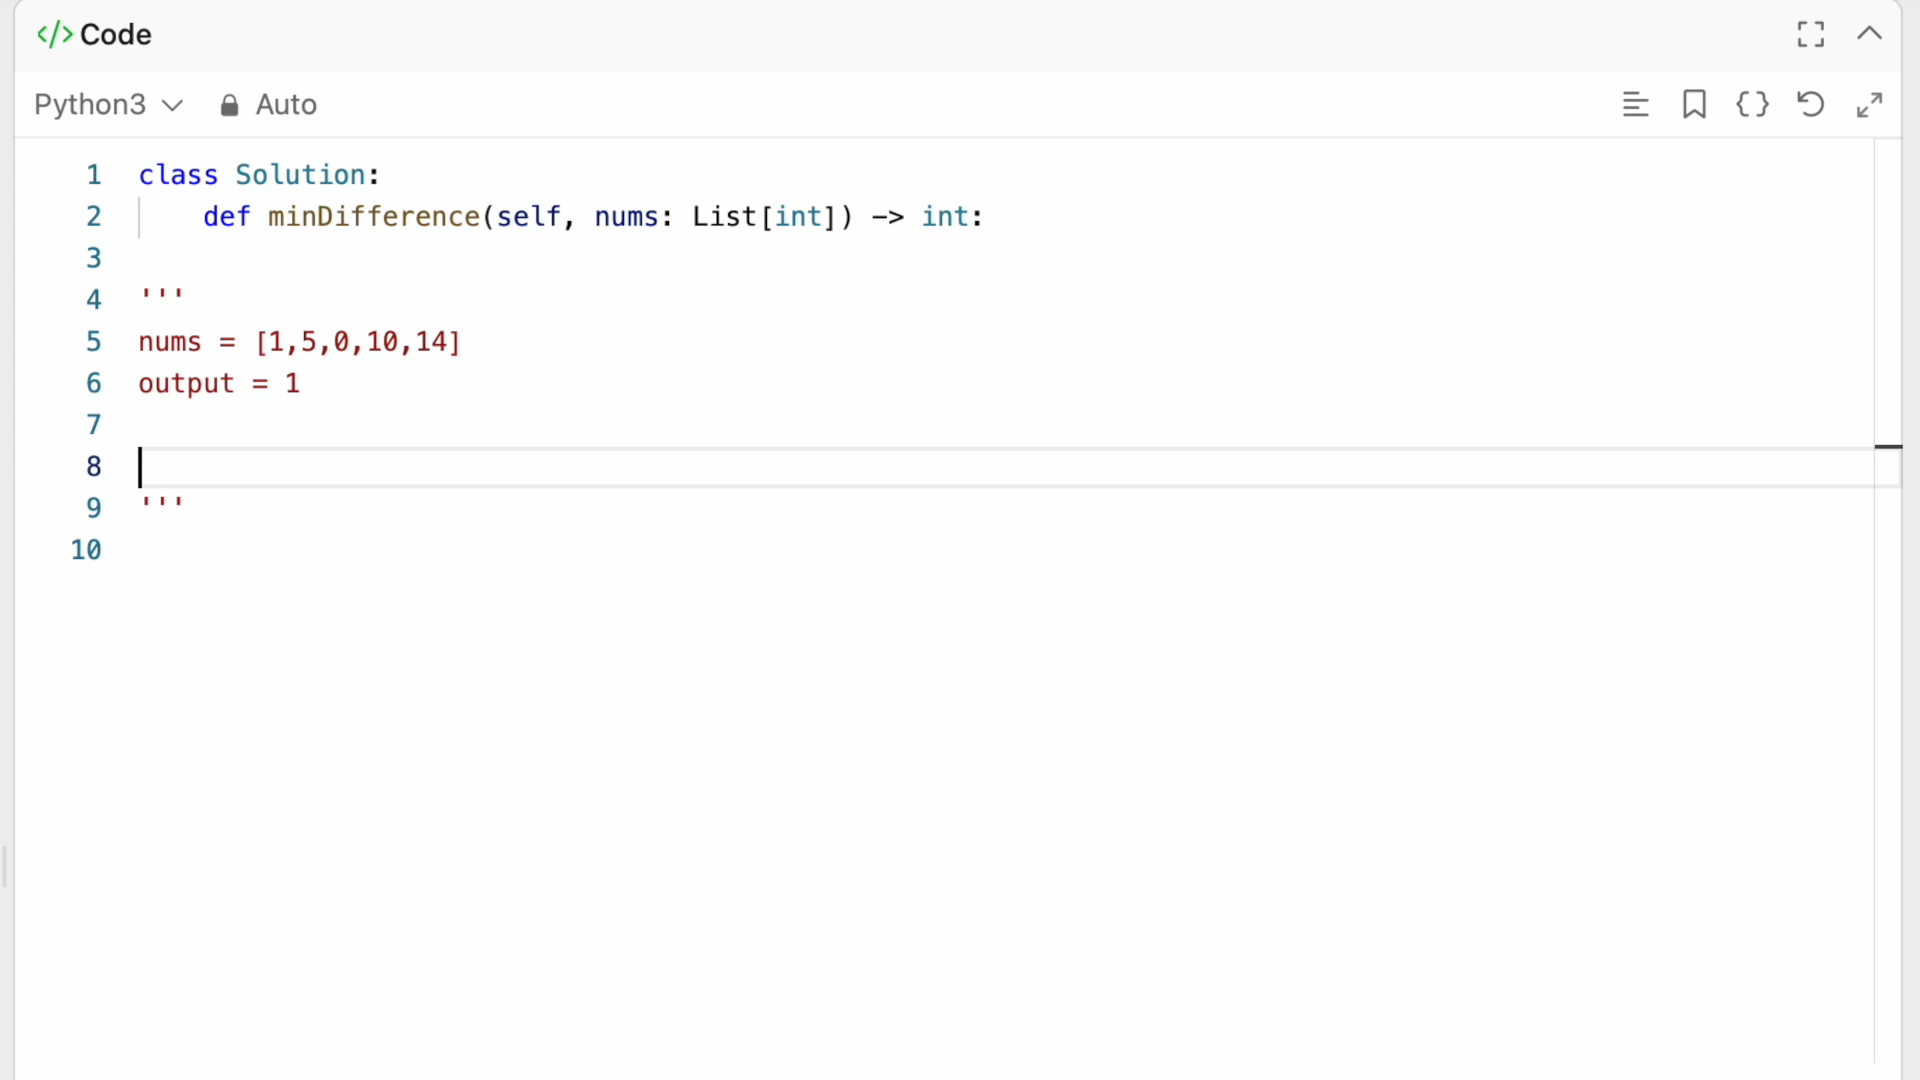 </> Code
Python3 Auto
1 class Solution:
2 def minDifference(self, nums: List[int]) -> int:
3
4 '''
5 nums = [1,5,0,10,14]
6 output = 1
7
8
9 '''
10